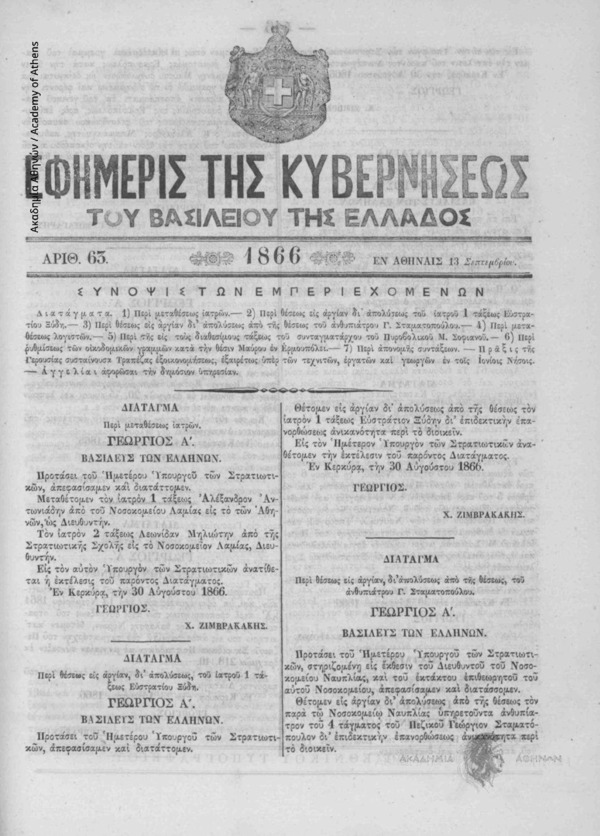 Ακαδημία Αθηνών / Academy of Athens
ΕΦΗΜΕΡΙΣ ΤΗΣ ΚΥΒΕΡΝΗΣΕΩΣ
ΤΟΥ ΒΑΣΙΛΕΙΟΥ ΤΗΣ ΕΛΛΑΔΟΣ
ΑΡΙΘ. 63. 1866 ΕΝ ΑΘΗΝΑΙΣ 13 Σεπτεμβρίου.
ΣΥΝΟΨΙΣ ΤΩΝ ΕΜΠΕΡΙΕΧΟΜΕΝΩΝ
Διατάγματα. 1) Περὶ μεταθέσεως ἰατρῶν.— 2) Περὶ θέσεως εἰς ἀργίαν δι' ἀπολύσεως τοῦ ἰατροῦ 1 τάξεως Εὐστρα-
τίου Ξύδη.— 3) Περὶ θέσεως εἰς ἀργίαν δι' ἀπολύσεως ἀπὸ τῆς θέσεως τοῦ ἀνθυπιάτρου Γ. Σταματοπούλου.— 4) Περὶ μετα-
θέσεως λογιστῶν.— 5) Περὶ τῆς εἰς τοὺς διαθεσίμους τάξεως τοῦ συνταγματάρχου τοῦ Πυροβολικοῦ Μ. Σοφιανοῦ.— 6) Περὶ
ῥυθμίσεως τῶν οἰκοδομικῶν γραμμῶν κατὰ τὴν θέσιν Μαύρου ἐν Ἑρμουπόλει.— 7) Περὶ ἀπονομῆς συντάξεων. — Πρᾶξις τῆς
Γερουσίας συσταίνουσα Τραπέζας ἐξοικονομήσεως, ἐξαιρέτως ὑπὲρ τῶν τεχνιτῶν, ἐργατῶν καὶ γεωργῶν ἐν ταῖς Ἰονίοις Νήσοις.
— Ἀγγελίαι ἀφορῶσαι τὴν δημόσιον ὑπηρεσίαν.
ΔΙΑΤΑΓΜΑ
Περὶ μεταθέσεως ἰατρῶν.
ΓΕΩΡΓΙΟΣ Α΄.
ΒΑΣΙΛΕΥΣ ΤΩΝ ΕΛΛΗΝΩΝ.
Προτάσει τοῦ Ἡμετέρου Ὑπουργοῦ τῶν Στρατιωτι-
κῶν, ἀπεφασίσαμεν καὶ διατάττομεν.
Μεταθέτομεν τὸν ἰατρὸν 1 τάξεως Ἀλέξανδρον Ἀν-
τωνιάδην ἀπὸ τοῦ Νοσοκομείου Λαμίας εἰς τὸ τῶν Ἀθη-
νῶν, ὡς Διευθυντήν.
Τὸν ἰατρὸν 2 τάξεως Λεωνίδαν Μηλιώτην ἀπὸ τῆς
Στρατιωτικῆς Σχολῆς εἰς τὸ Νοσοκομεῖον Λαμίας, Διευ-
θυντήν.
Εἰς τὸν αὐτὸν Ὑπουργὸν τῶν Στρατιωτικῶν ἀνατίθε-
ται ἡ ἐκτέλεσις τοῦ παρόντος Διατάγματος.
Ἐν Κερκύρᾳ, τὴν 30 Αὐγούστου 1866.
ΓΕΩΡΓΙΟΣ.
Χ. ΖΙΜΒΡΑΚΑΚΗΣ.
ΔΙΑΤΑΓΜΑ
Περὶ θέσεως εἰς ἀργίαν, δι' ἀπολύσεως, τοῦ ἰατροῦ 1 τά-
ξεως Εὐστρατίου Ξύδη.
ΓΕΩΡΓΙΟΣ Α΄.
ΒΑΣΙΛΕΥΣ ΤΩΝ ΕΛΛΗΝΩΝ.
Προτάσει τοῦ Ἡμετέρου Ὑπουργοῦ τῶν Στρατιωτι-
κῶν, ἀπεφασίσαμεν καὶ διατάττομεν.
Θέτομεν εἰς ἀργίαν δι' ἀπολύσεως ἀπὸ τῆς θέσεως τὸν
ἰατρὸν 1 τάξεως Εὐστράτιον Ξύδην δι' ἐπιδεκτικὴν ἐπα-
νορθώσεως ἀνικανότητα περὶ τὸ διοικεῖν.
Εἰς τὸν Ἡμέτερον Ὑπουργὸν τῶν Στρατιωτικῶν ἀνα-
θέτομεν τὴν ἐκτέλεσιν τοῦ παρόντος Διατάγματος.
Ἐν Κερκύρᾳ, τὴν 30 Αὐγούστου 1866.
ΓΕΩΡΓΙΟΣ.
Χ. ΖΙΜΒΡΑΚΑΚΗΣ.
ΔΙΑΤΑΓΜΑ
Περὶ θέσεως εἰς ἀργίαν, δι' ἀπολύσεως ἀπὸ τῆς θέσεως, τοῦ
ἀνθυπιάτρου Γ. Σταματοπούλου.
ΓΕΩΡΓΙΟΣ Α΄.
ΒΑΣΙΛΕΥΣ ΤΩΝ ΕΛΛΗΝΩΝ.
Προτάσει τοῦ Ἡμετέρου Ὑπουργοῦ τῶν Στρατιωτι-
κῶν, στηριζομένη εἰς ἔκθεσιν τοῦ Διευθυντοῦ τοῦ Νοσο-
κομείου Ναυπλίας, καὶ τοῦ ἐκτάκτου ἐπιθεωρητοῦ τοῦ
αὐτοῦ Νοσοκομείου, ἀπεφασίσαμεν καὶ διατάσσομεν.
Θέτομεν εἰς ἀργίαν δι' ἀπολύσεως ἀπὸ τῆς θέσεως τὸν
παρὰ τῷ Νοσοκομείῳ Ναυπλίας ὑπηρετοῦντα ἀνθυπία-
τρον τοῦ 4 τάγματος τοῦ Πεζικοῦ Γεώργιον Σταματό-
πουλον δι' ἐπιδεκτικὴν ἐπανορθώσεως ἀνικανότητα περὶ
τὸ διοικεῖν.
ΑΚΑΔΗΜΙΑ ΑΘΗΝΩΝ